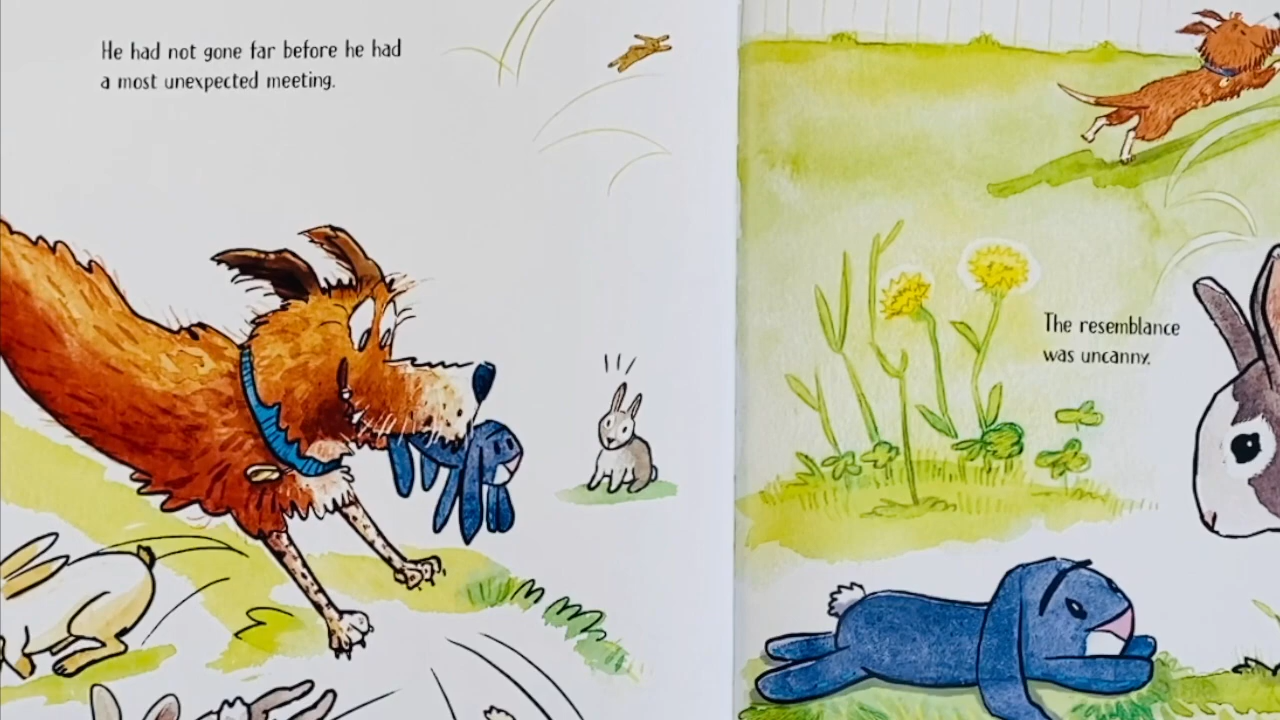 He had not gone far before he had
a most unexpected meeting.
The resemblance
was uncanny.